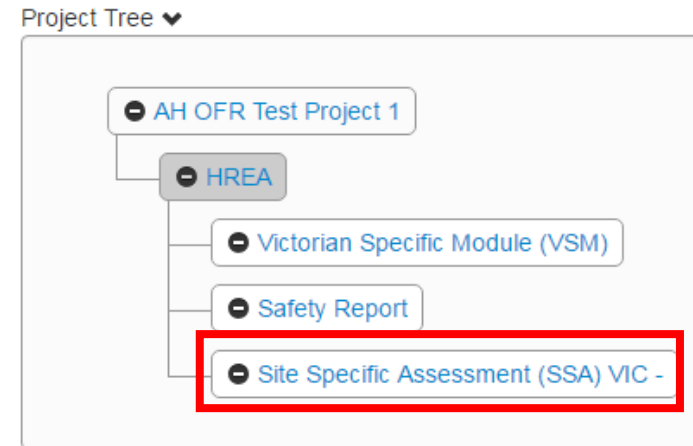 Project Tree
AH OFR Test Project 1
HREA
Victorian Specific Module (VSM)
Safety Report
Site Specific Assessment (SSA) VIC -